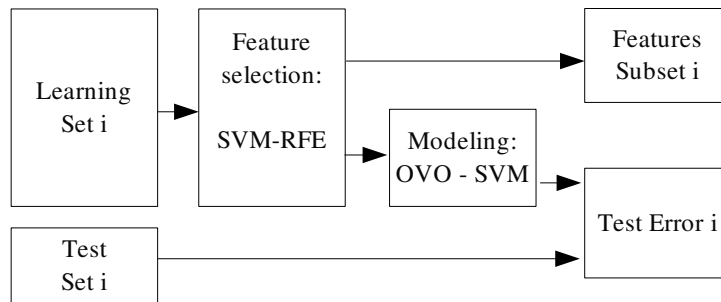 Learning
Set i
Feature
selection:
SVM-RFE
Features
Subset i
Modeling:
OVO - SVM
Test Error i
Test
Set i